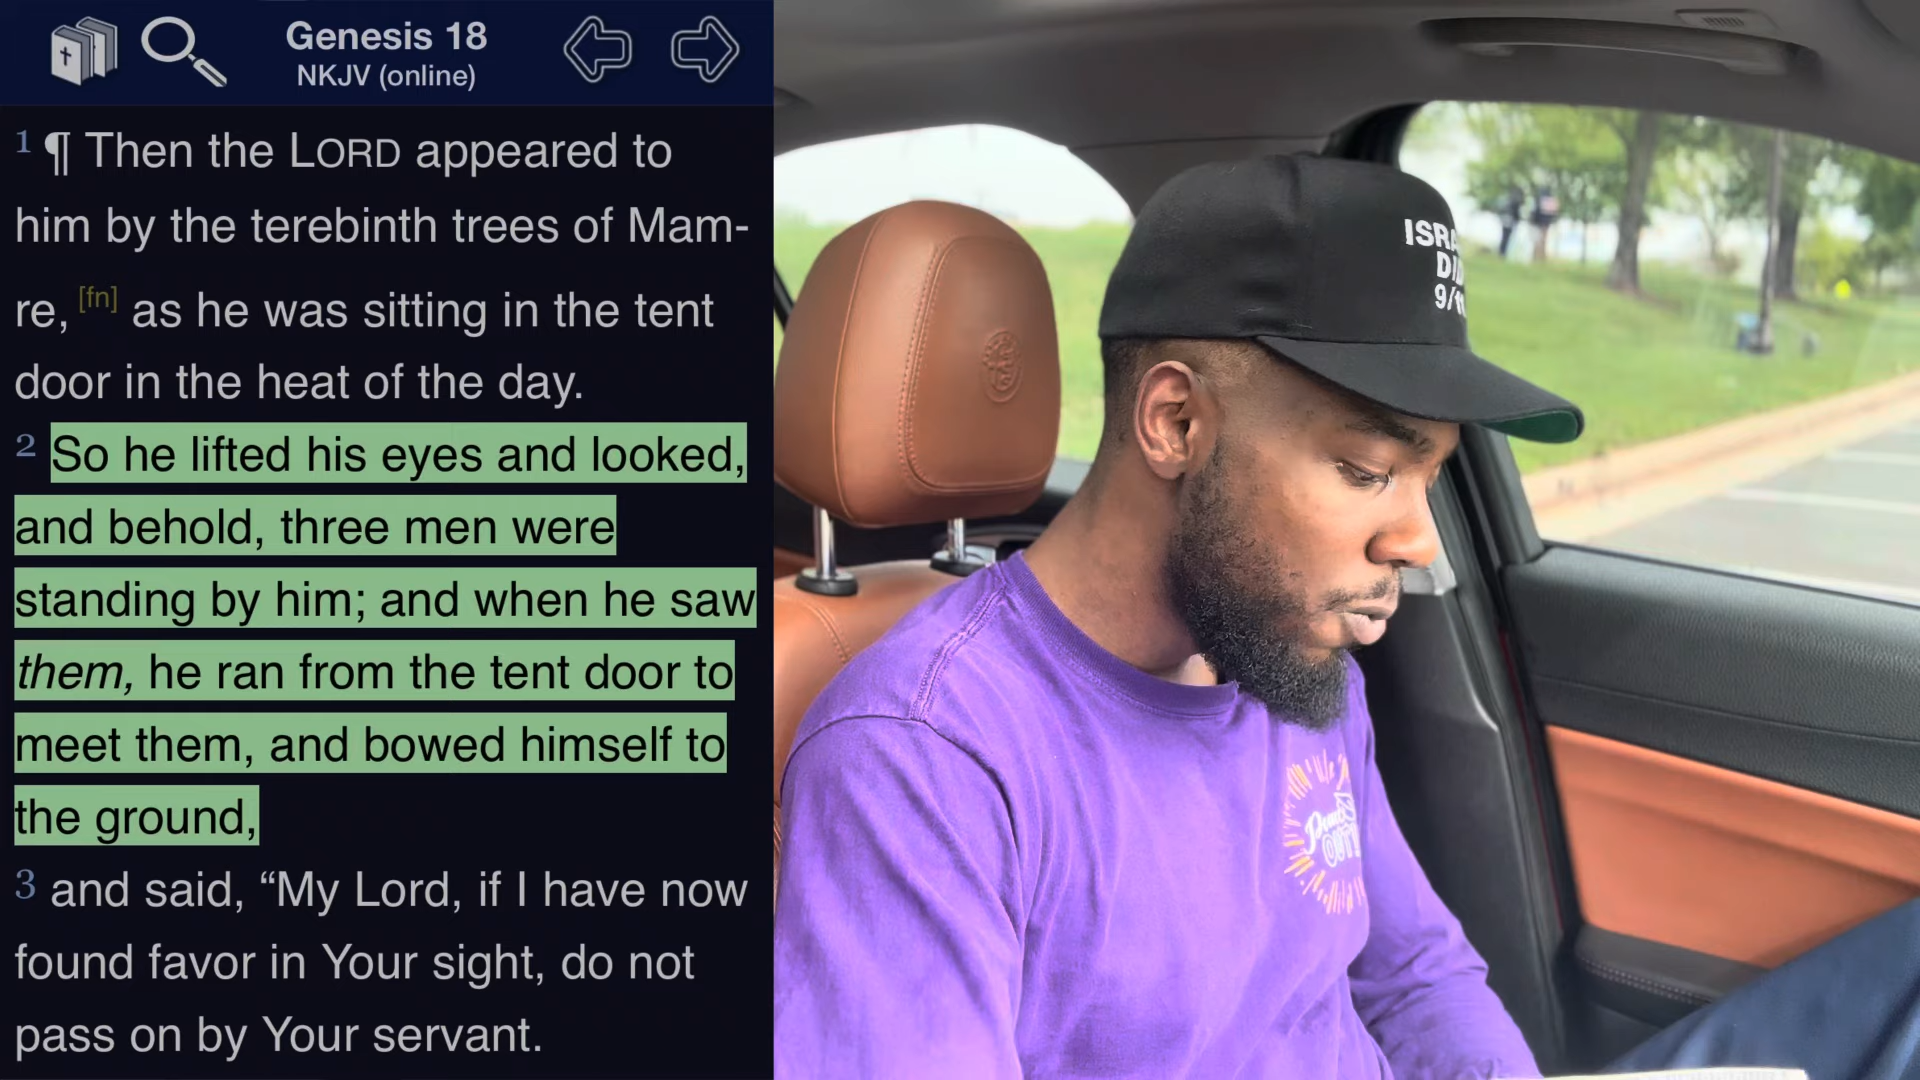 Genesis 18
NKJV (online)
1 ¶ Then the LORD appeared to
him by the terebinth trees of Mam-
re, [fn] as he was sitting in the tent
door in the heat of the day.
2 So he lifted his eyes and looked,
and behold, three men were
standing by him; and when he saw
them, he ran from the tent door to
meet them, and bowed himself to
the ground,
3 and said, “My Lord, if I have now
found favor in Your sight, do not
pass on by Your servant.
9/11